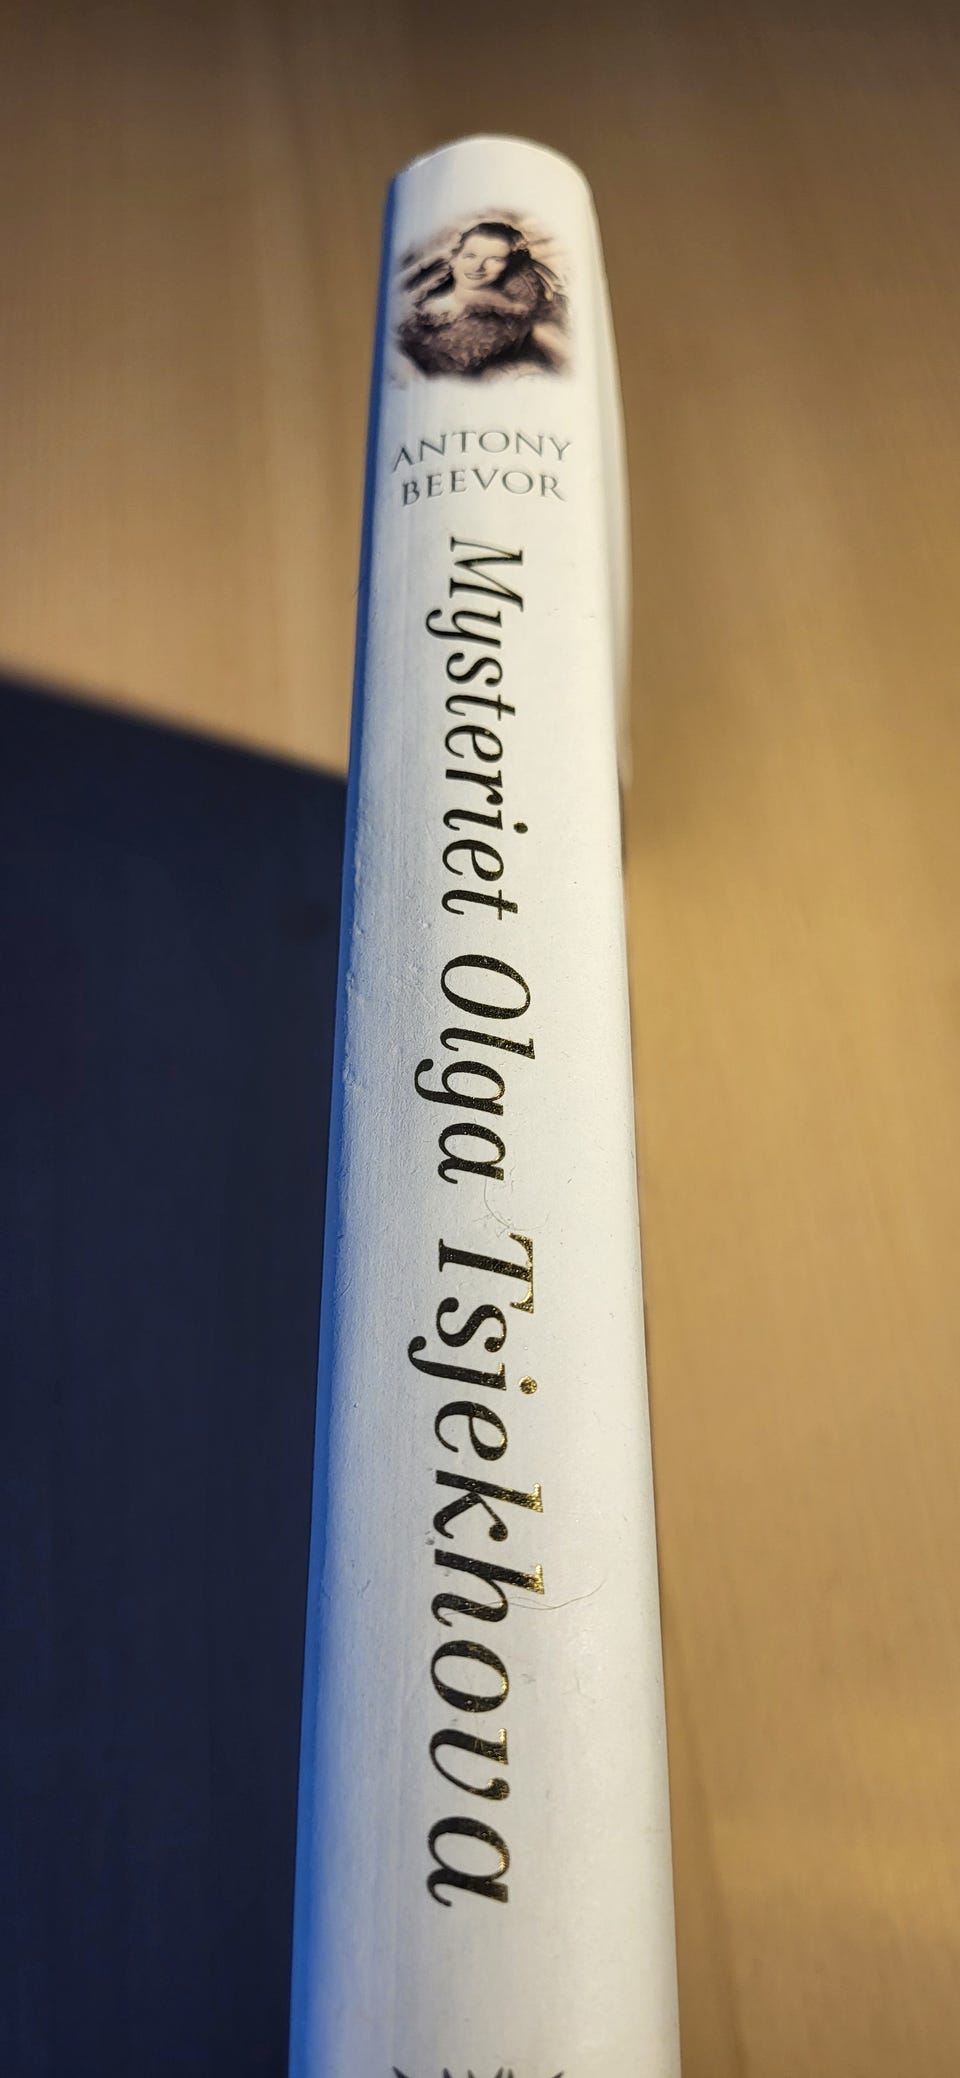 ANTONY
BEEVOR
Mysteriet Olga Tsjekhova